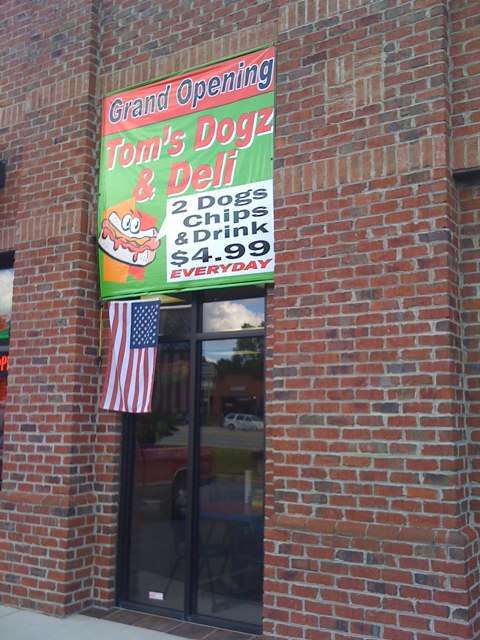 Grand Opening
Tom's Dogz
& Deli
2 Dogs
Chips
& Drink
$4.99
EVERYDAY